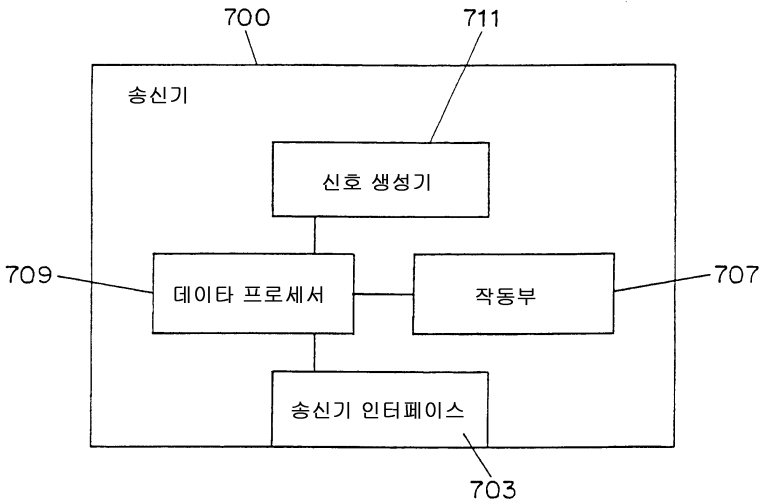 700
711
송신기
신호 생성기
709
데이타 프로세서
작동부
707
송신기 인터페이스
703